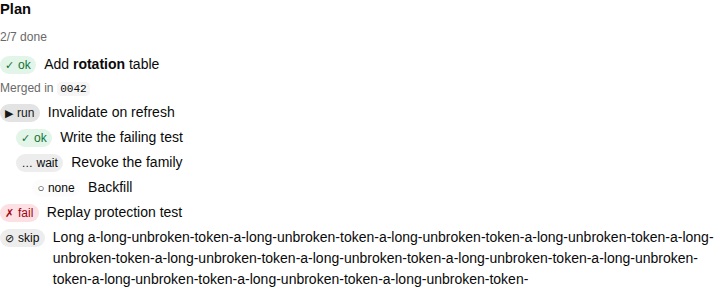 Plan
2/7 done
✓ ok Add rotation table
Merged in 0042
▶ run Invalidate on refresh
✓ ok Write the failing test
… wait Revoke the family
○ none Backfill
✗ fail Replay protection test
⊘ skip Long a-long-unbroken-token-a-long-unbroken-token-a-long-unbroken-token-a-long-unbroken-token-a-long-
unbroken-token-a-long-unbroken-token-a-long-unbroken-token-a-long-unbroken-token-a-long-unbroken-
token-a-long-unbroken-token-a-long-unbroken-token-a-long-unbroken-token-